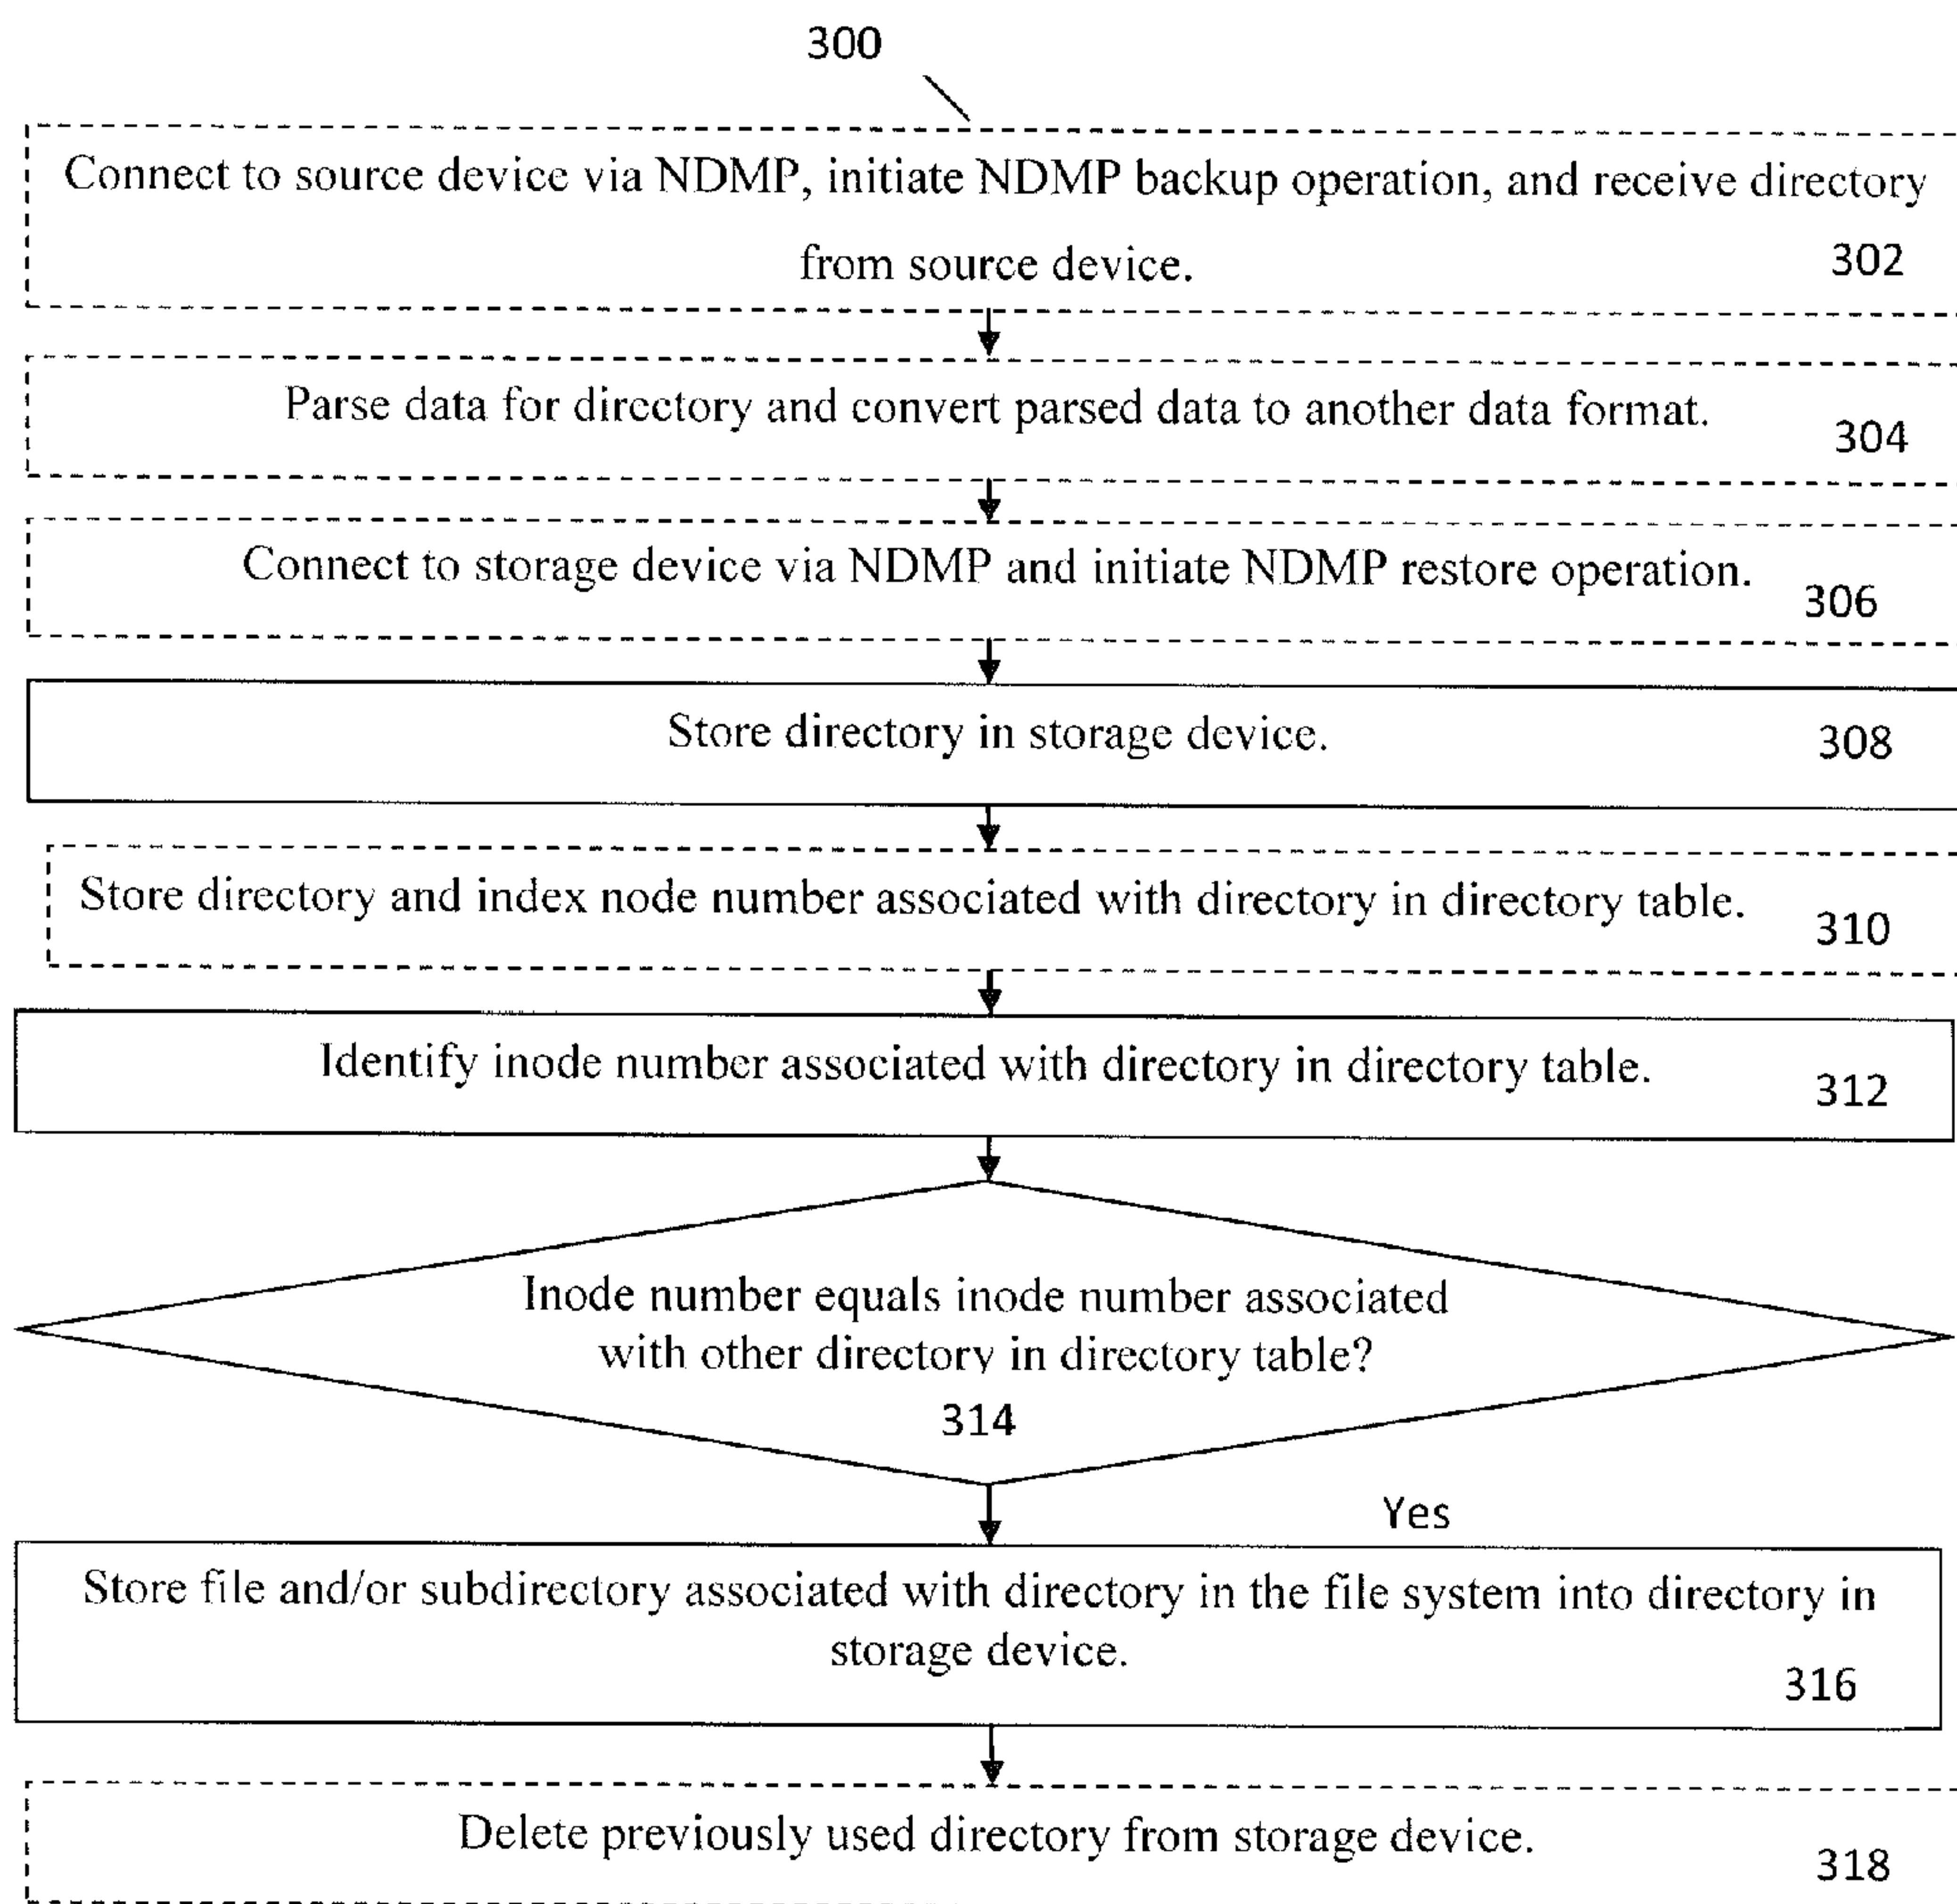 300
Connect to source device via NDMP, initiate NDMP backup operation, and receive directory
from source device.
302
Parse data for directory and convert parsed data to another data format.
304
Connect to storage device via NDMP and initiate NDMP restore operation.
306
Store directory in storage device.
308
Store directory and index node number associated with directory in directory table.
310
Identify inode number associated with directory in directory table.
312
Inode number equals inode number associated
with other directory in directory table?
314
Yes
Store file and/or subdirectory associated with directory in the file system into directory in
storage device.
316
Delete previously used directory from storage device.
318